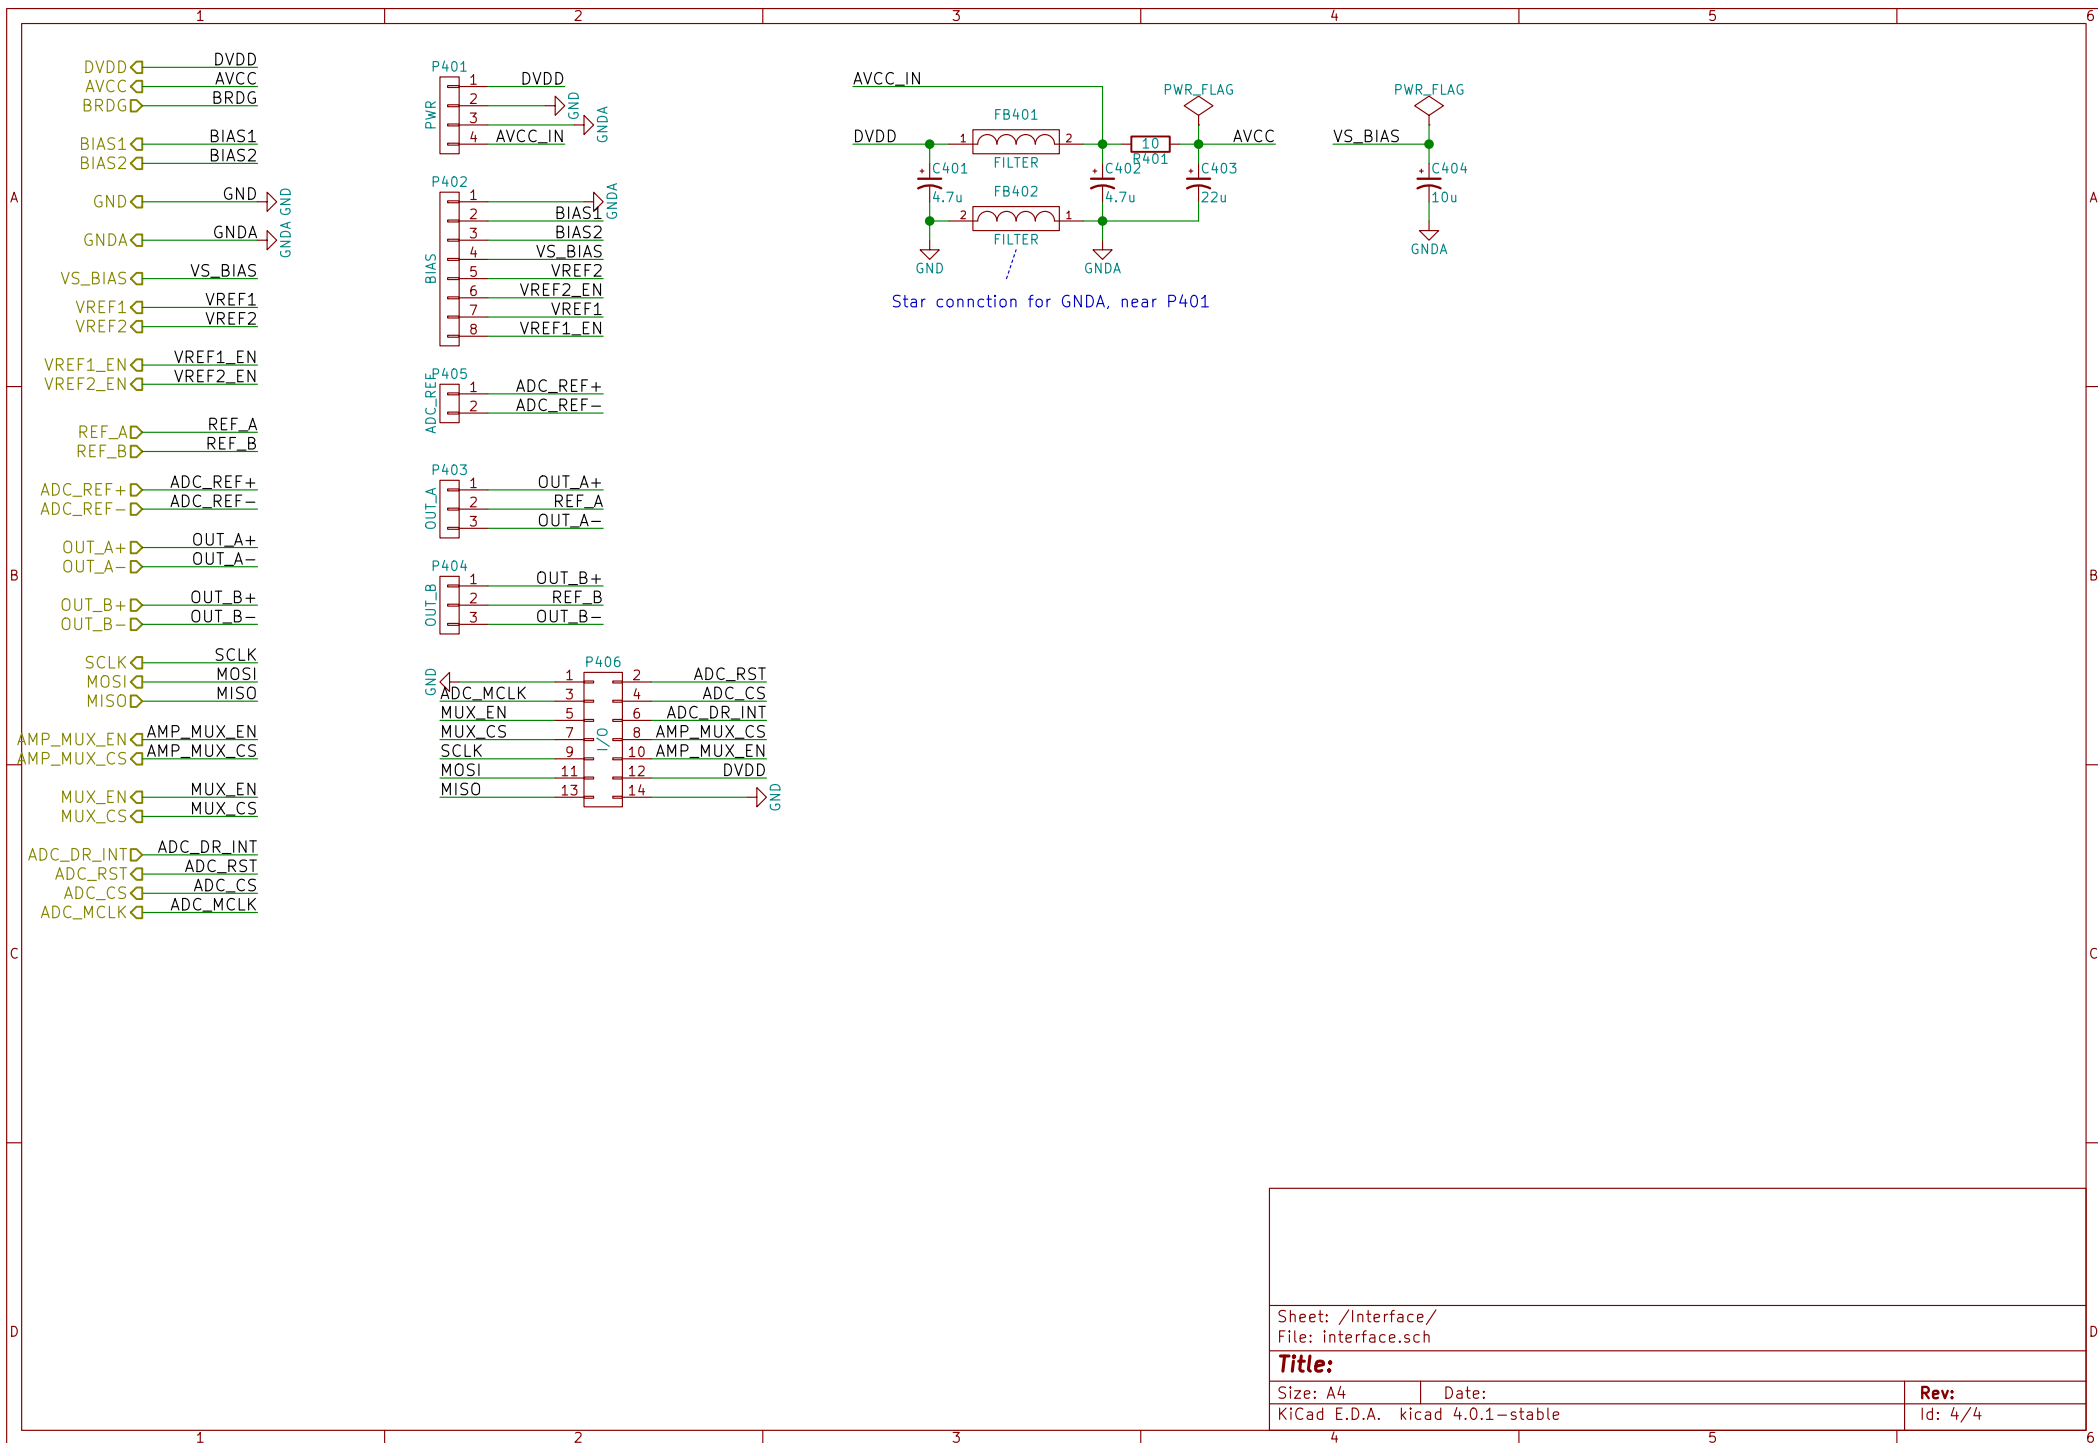 1 2 3 4 5 6
DVDD DVDD
AVCC AVCC
BRDG BRDG
BIAS1 BIAS1
BIAS2 BIAS2
GND GND GND
GNDA GNDA GNDA
VS_BIAS VS_BIAS
VREF1 VREF1
VREF2 VREF2
VREF1_EN VREF1_EN
VREF2_EN VREF2_EN
REF_A REF_A
REF_B REF_B
ADC_REF+ ADC_REF+
ADC_REF- ADC_REF-
OUT_A+ OUT_A+
OUT_A- OUT_A-
OUT_B+ OUT_B+
OUT_B- OUT_B-
SCLK SCLK
MOSI MOSI
MISO MISO
AMP_MUX_EN AMP_MUX_EN
AMP_MUX_CS AMP_MUX_CS
MUX_EN MUX_EN
MUX_CS MUX_CS
ADC_DR_INT ADC_DR_INT
ADC_RST ADC_RST
ADC_CS ADC_CS
ADC_MCLK ADC_MCLK
P401
PWR
1 DVDD
2 GND
3 GNDA
4 AVCC_IN
P402
BIAS
1 GNDA
2 BIAS1
3 BIAS2
4 VS_BIAS
5 VREF2
6 VREF2_EN
7 VREF1
8 VREF1_EN
P405
ADC_REF
1 ADC_REF+
2 ADC_REF-
P403
OUT_A
1 OUT_A+
2 REF_A
3 OUT_A-
P404
OUT_B
1 OUT_B+
2 REF_B
3 OUT_B-
P406
I/O
GND 1 2 ADC_RST
ADC_MCLK 3 4 ADC_CS
MUX_EN 5 6 ADC_DR_INT
MUX_CS 7 8 AMP_MUX_CS
SCLK 9 10 AMP_MUX_EN
MOSI 11 12 DVDD
MISO 13 14 GND
AVCC_IN
PWR_FLAG
FB401
DVDD 1 2 10 AVCC
FILTER R401
+ C401 + C402 + C403
4.7u 4.7u 22u
FB402
2 1
FILTER
GND GNDA
Star connction for GNDA, near P401
PWR_FLAG
VS_BIAS
+ C404
10u
GNDA
A A
B B
C C
D D
Sheet: /Interface/
File: interface.sch
Title:
Size: A4 Date: Rev:
KiCad E.D.A. kicad 4.0.1-stable Id: 4/4
1 2 3 4 5 6